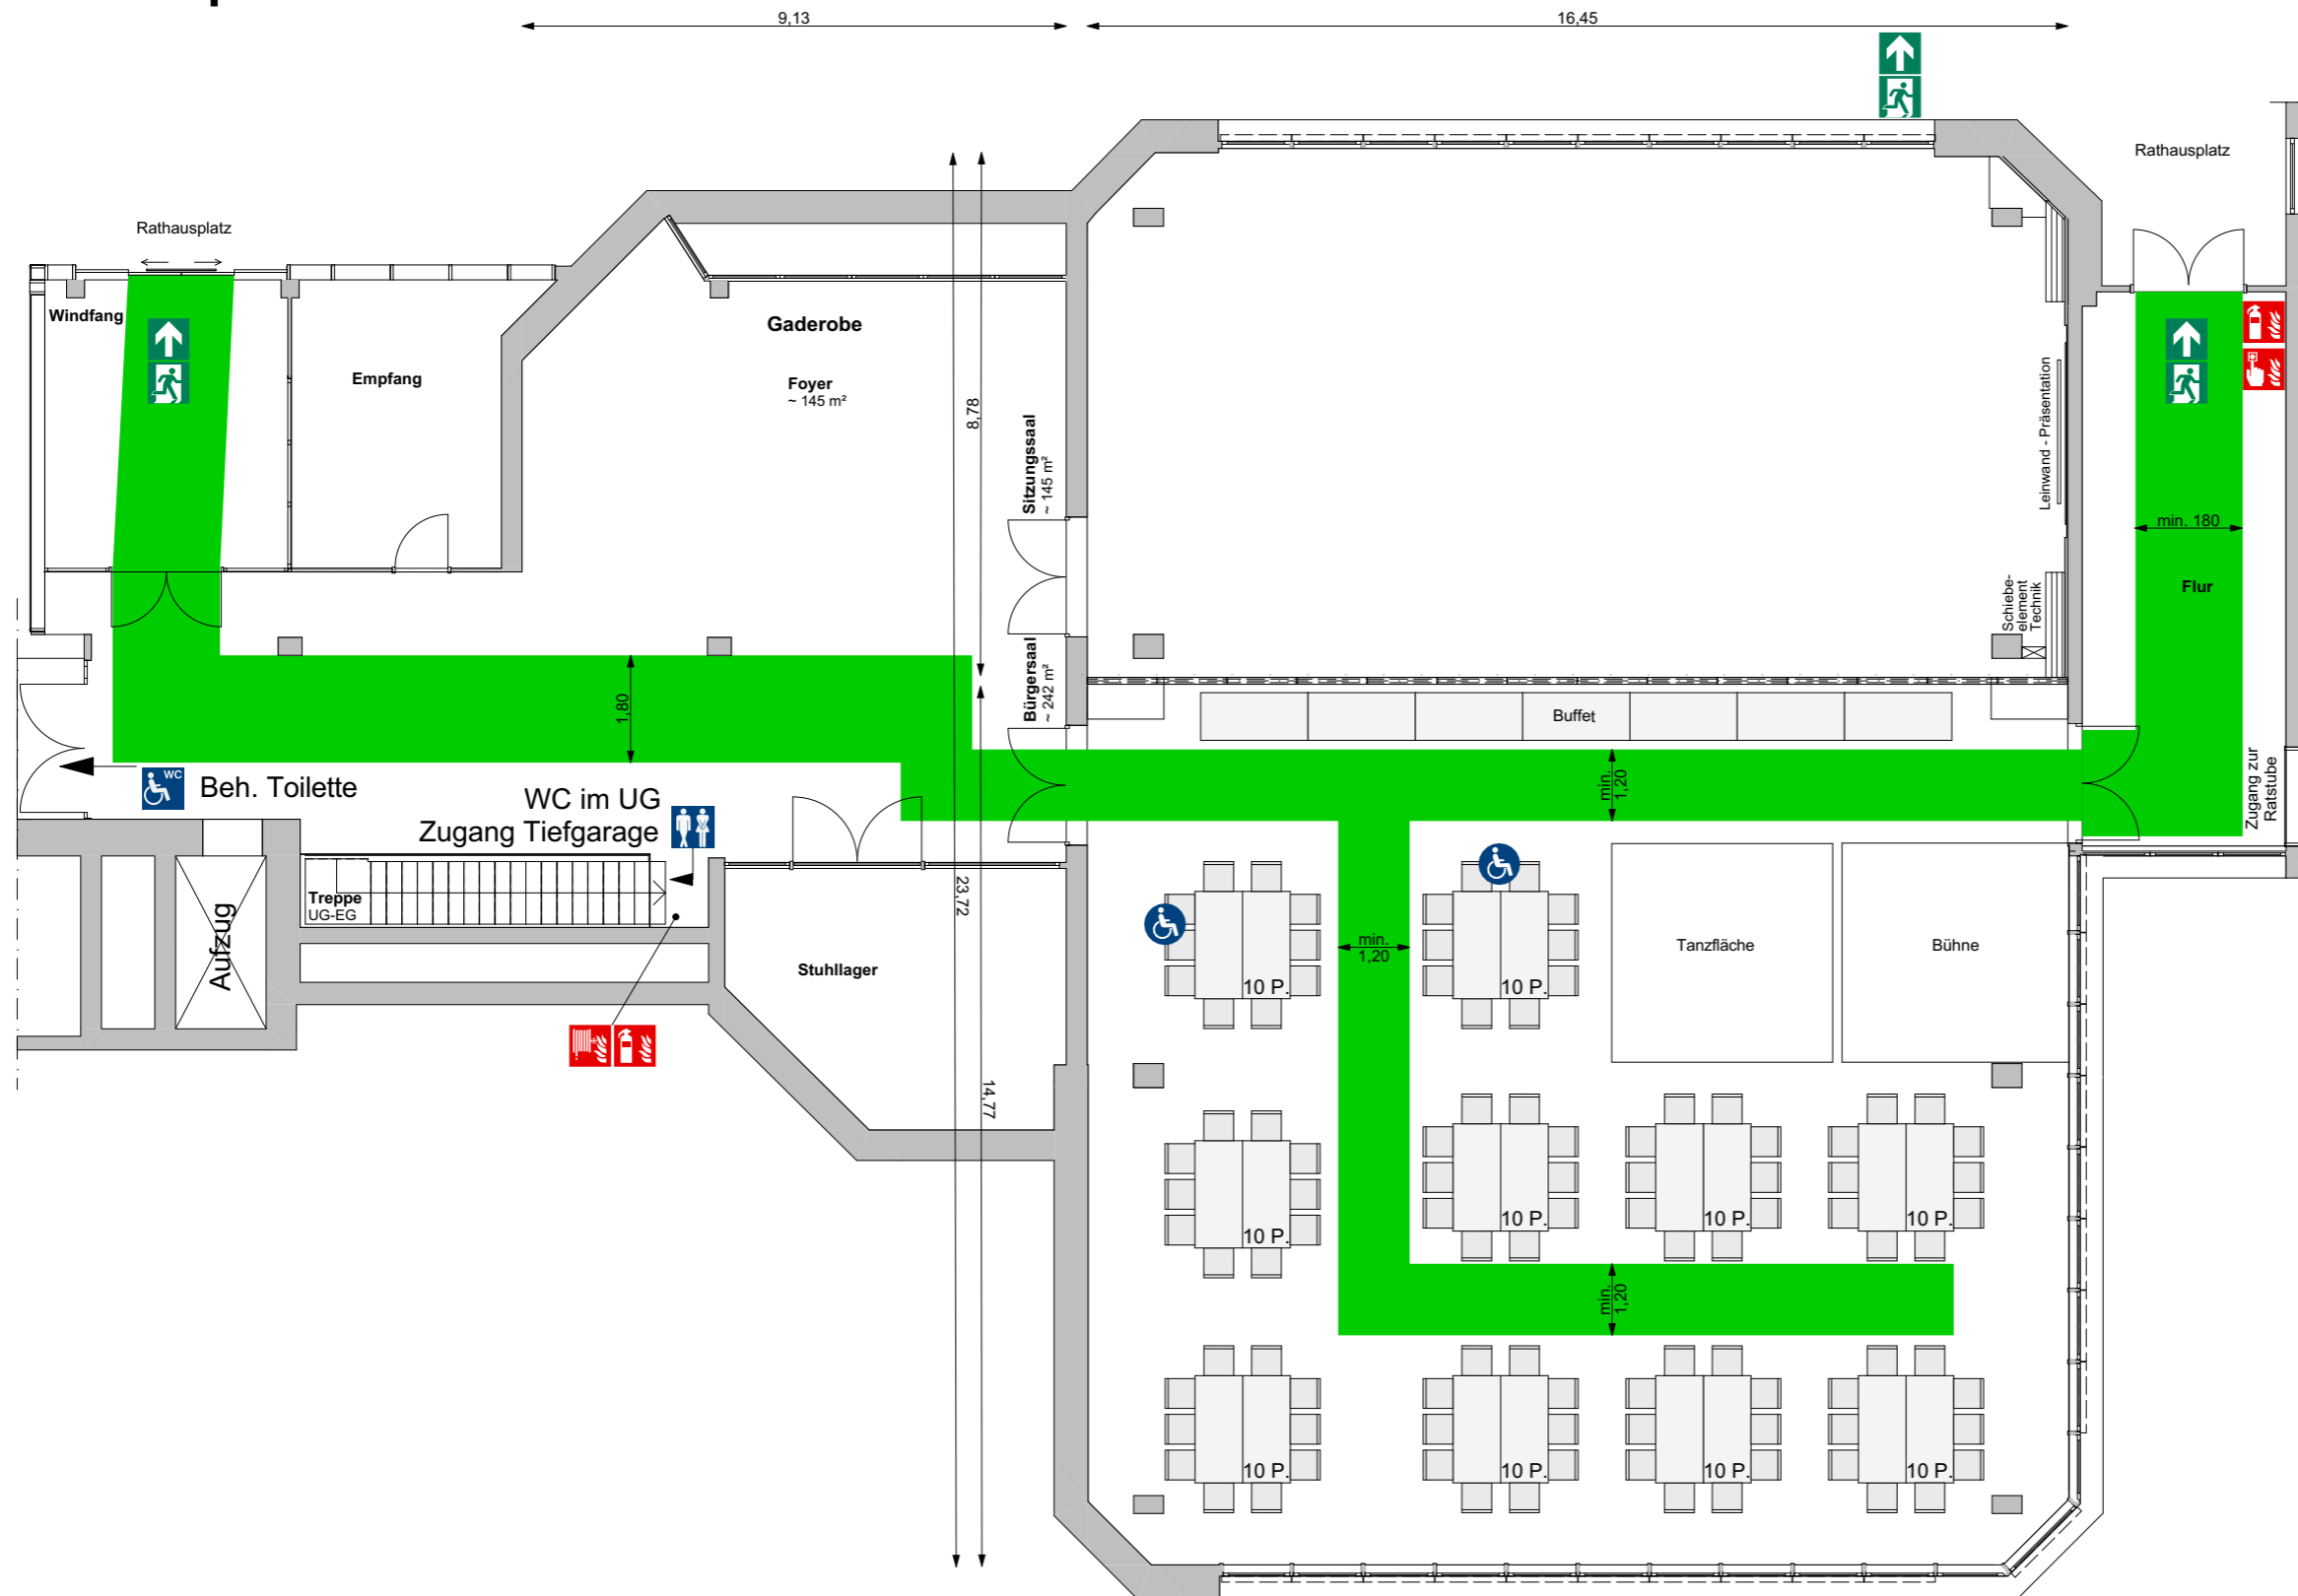 9,13
16,45
Rathausplatz
Rathausplatz
Windfang
Empfang
Gaderobe
Foyer
~ 145 m²
8,78
Sitzungssaal
~ 145 m²
Leinwand - Präsentation
min. 180
Flur
Schiebe-
element
Technik
Bürgersaal
~ 242 m²
1,80
Buffet
min.
1,20
Zugang zur
Ratstube
WC
Beh. Toilette
WC im UG
Zugang Tiefgarage
Treppe
UG-EG
Aufzug
23,72
Stuhllager
14,77
min.
1,20
Tanzfläche
Bühne
10 P.
10 P.
10 P.
10 P.
10 P.
10 P.
min.
1,20
10 P.
10 P.
10 P.
10 P.